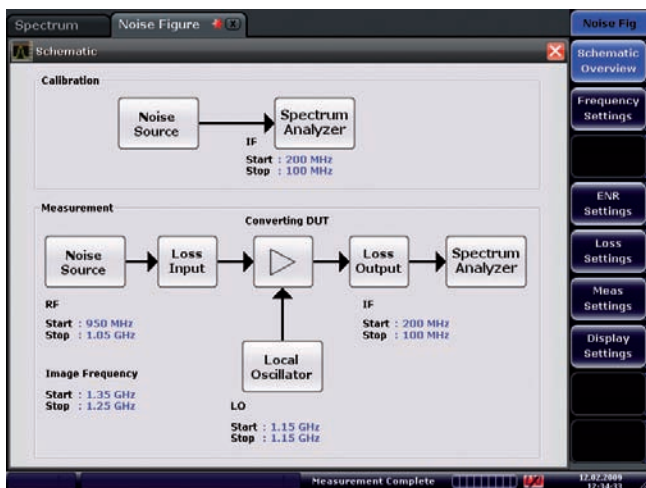 Spectrum
Noise Figure
Noise Fig
Schematic
Schematic Overview
Frequency Settings
ENR Settings
Loss Settings
Meas Settings
Display Settings
Calibration
Noise Source
Spectrum Analyzer
IF
Start : 200 MHz
Stop : 100 MHz
Measurement
Converting DUT
Noise Source
Loss Input
Loss Output
Spectrum Analyzer
RF
Start : 950 MHz
Stop : 1.05 GHz
IF
Start : 200 MHz
Stop : 100 MHz
Image Frequency
Start : 1.35 GHz
Stop : 1.25 GHz
Local Oscillator
LO
Start : 1.15 GHz
Stop : 1.15 GHz
Measurement Complete
12.02.2009
12:34:33